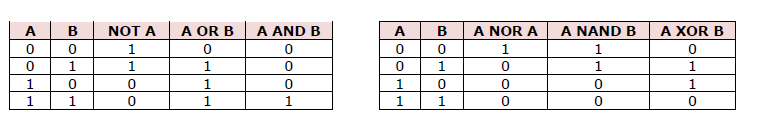 A B NOT A A OR B A AND B
0 0 1 0 0
0 1 1 1 0
1 0 0 1 0
1 1 0 1 1
A B A NOR A A NAND B A XOR B
0 0 1 1 0
0 1 0 1 1
1 0 0 0 1
1 1 0 0 0